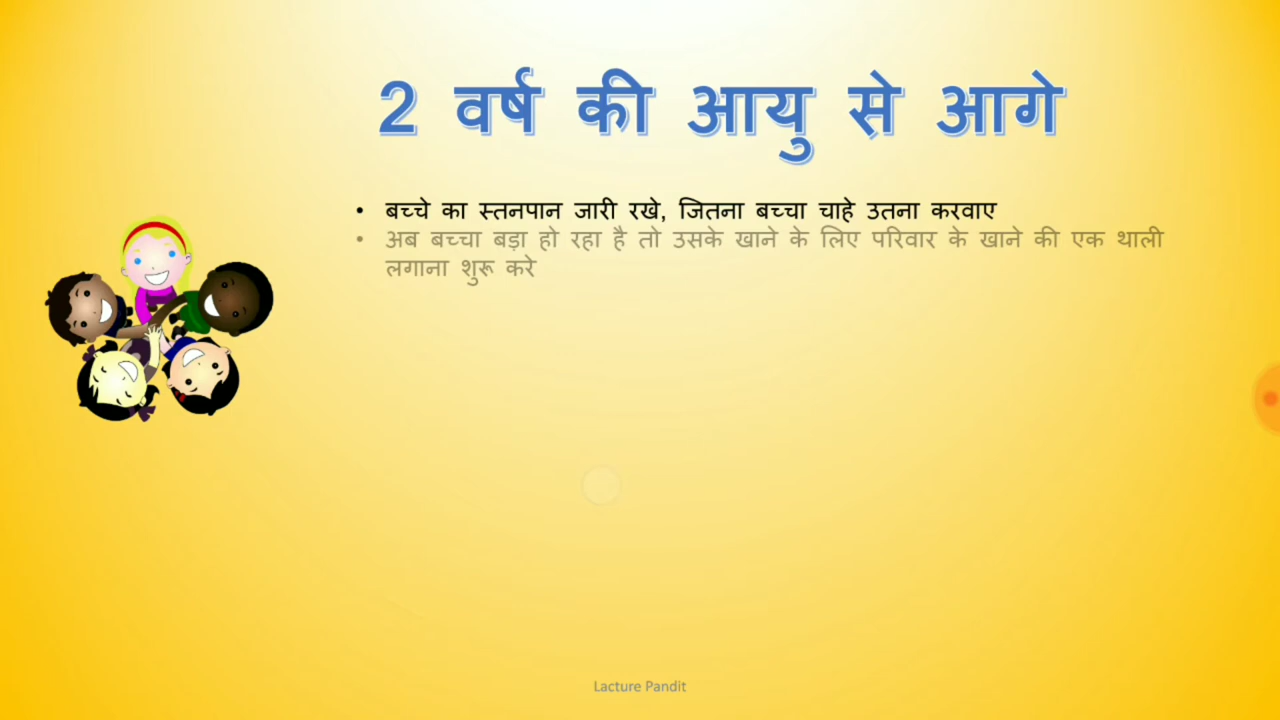 2 वर्ष की आयु से आगे
• बच्चे का स्तनपान जारी रखे, जितना बच्चा चाहे उतना करवाए
• अब बच्चा बड़ा हो रहा है तो उसके खाने के लिए परिवार के खाने की एक थाली
लगाना शुरू करे
Lacture Pandit